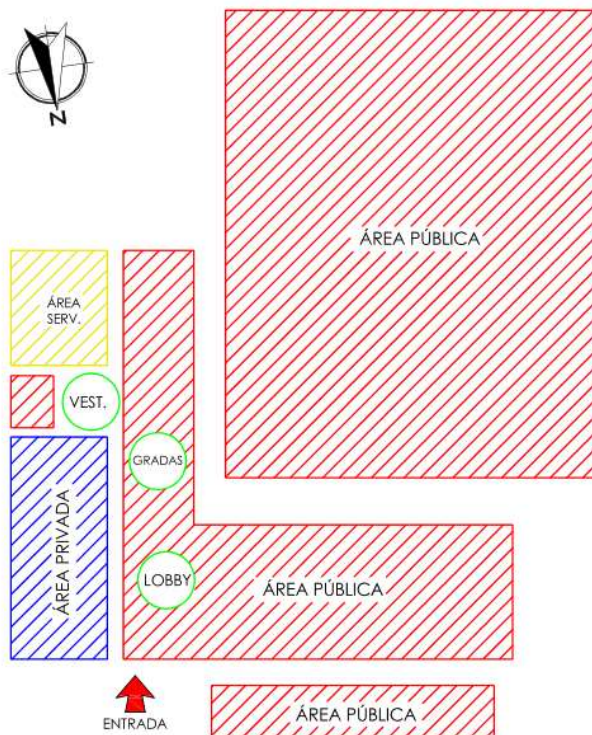 N
ÁREA PÚBLICA
ÁREA
SERV.
VEST.
GRADAS
ÁREA PRIVADA
LOBBY
ÁREA PÚBLICA
ENTRADA
ÁREA PÚBLICA